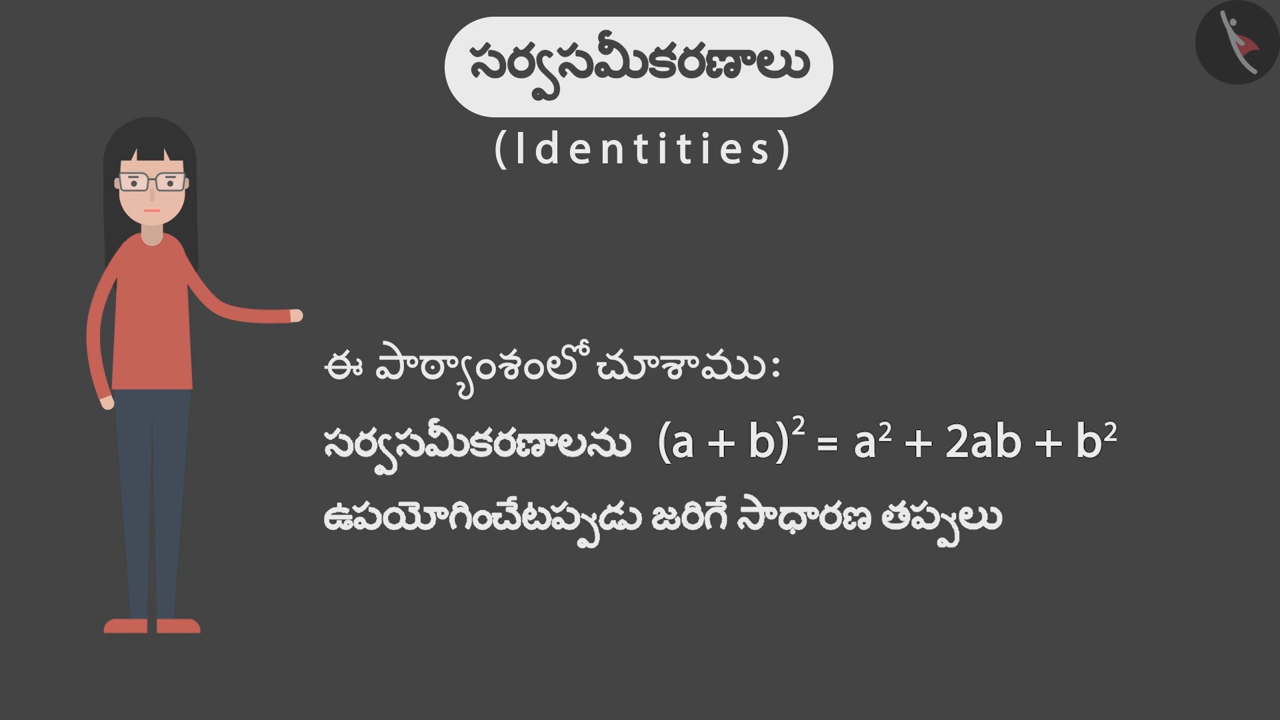 సర్వసమీకరణాలు
(Identities)
ఈ పాఠ్యాంశంలో చూశాము:
సర్వసమీకరణాలను (a + b)² = a² + 2ab + b²
ఉపయోగించేటప్పుడు జరిగే సాధారణ తప్పులు